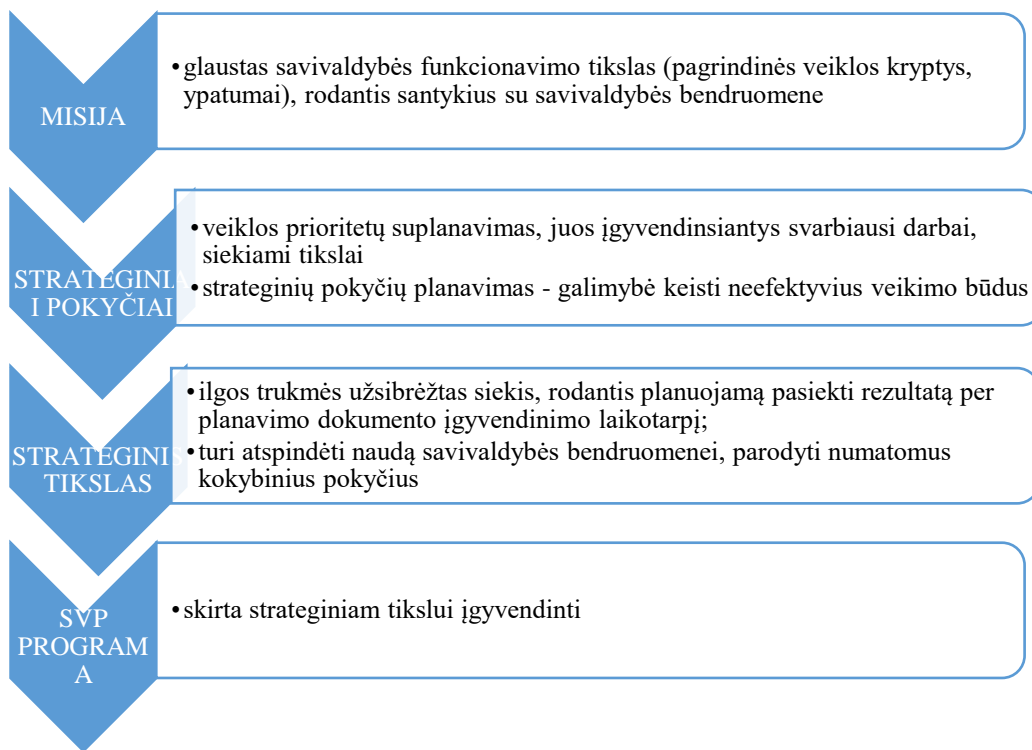 MISIJA
•glaustas savivaldybės funkcionavimo tikslas (pagrindinės veiklos kryptys,
ypatumai), rodantis santykius su savivaldybės bendruomene
STRATEGINIA
I POKYČIAI
•veiklos prioritetų suplanavimas, juos įgyvendinsiantys svarbiausi darbai,
siekiami tikslai
•strateginių pokyčių planavimas - galimybė keisti neefektyvius veikimo būdus
STRATEGINIS
TIKSLAS
•ilgos trukmės užsibrėžtas siekis, rodantis planuojamą pasiekti rezultatą per
planavimo dokumento įgyvendinimo laikotarpį;
•turi atspindėti naudą savivaldybės bendruomenei, parodyti numatomus
kokybinius pokyčius
SVP
PROGRAM
A
•skirta strateginiam tikslui įgyvendinti